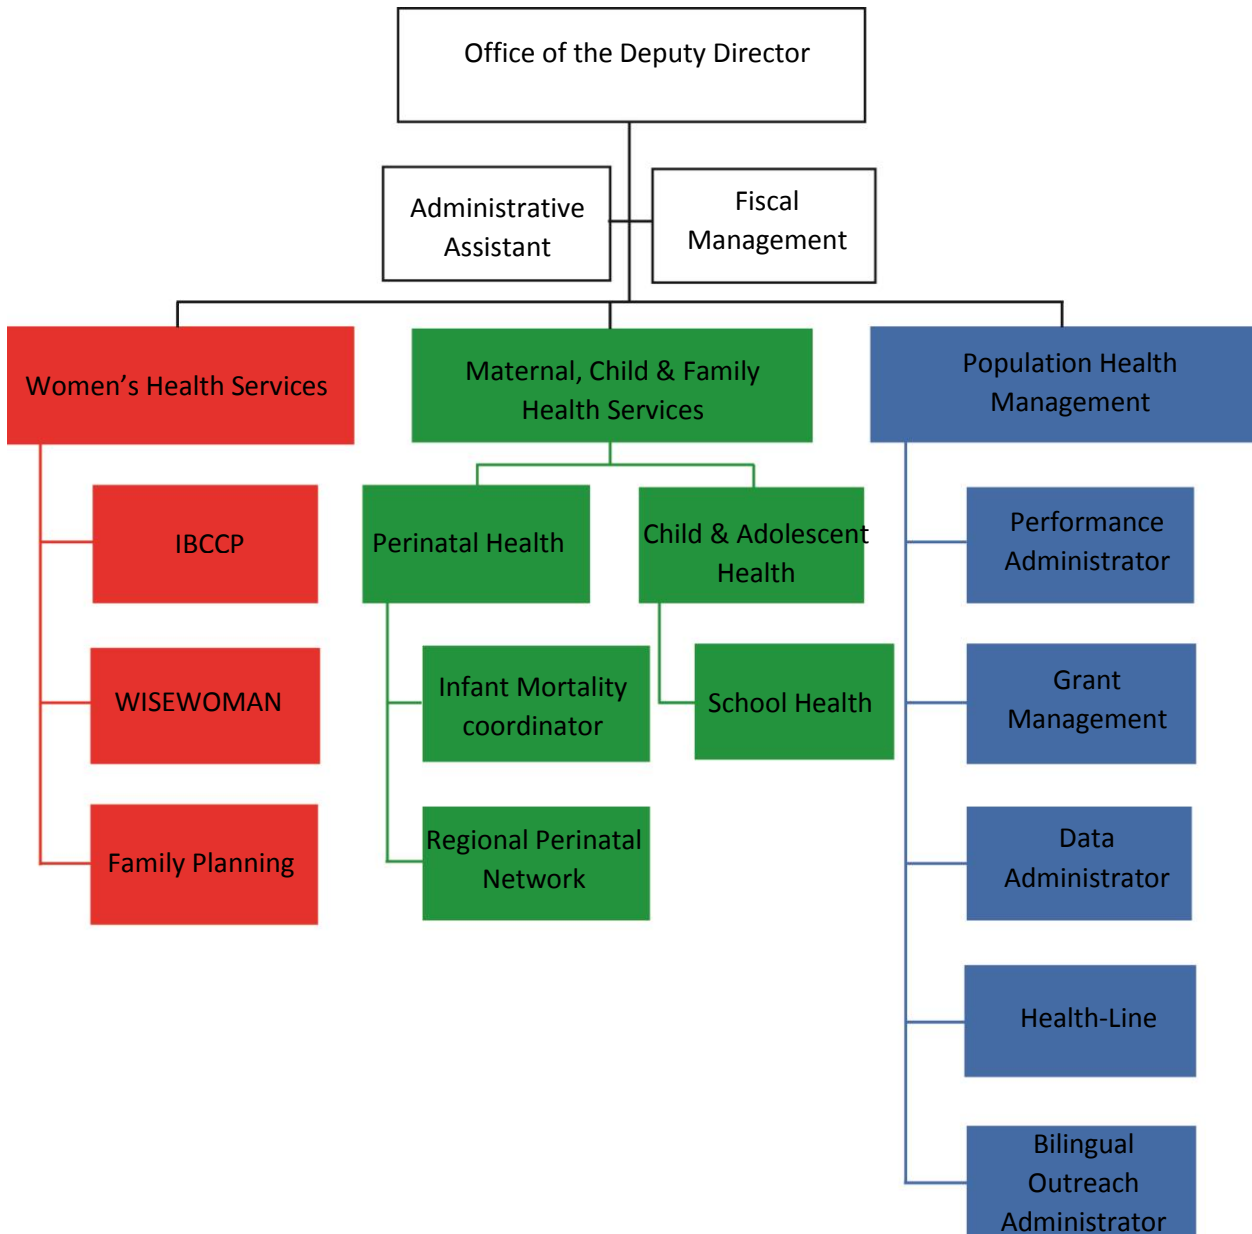 Office of the Deputy Director
Administrative
Assistant
Fiscal
Management
Women’s Health Services
IBCCP
WISEWOMAN
Family Planning
Maternal, Child & Family
Health Services
Perinatal Health
Infant Mortality
coordinator
Regional Perinatal
Network
Child & Adolescent
Health
School Health
Population Health
Management
Performance
Administrator
Grant
Management
Data
Administrator
Health-Line
Bilingual
Outreach
Administrator